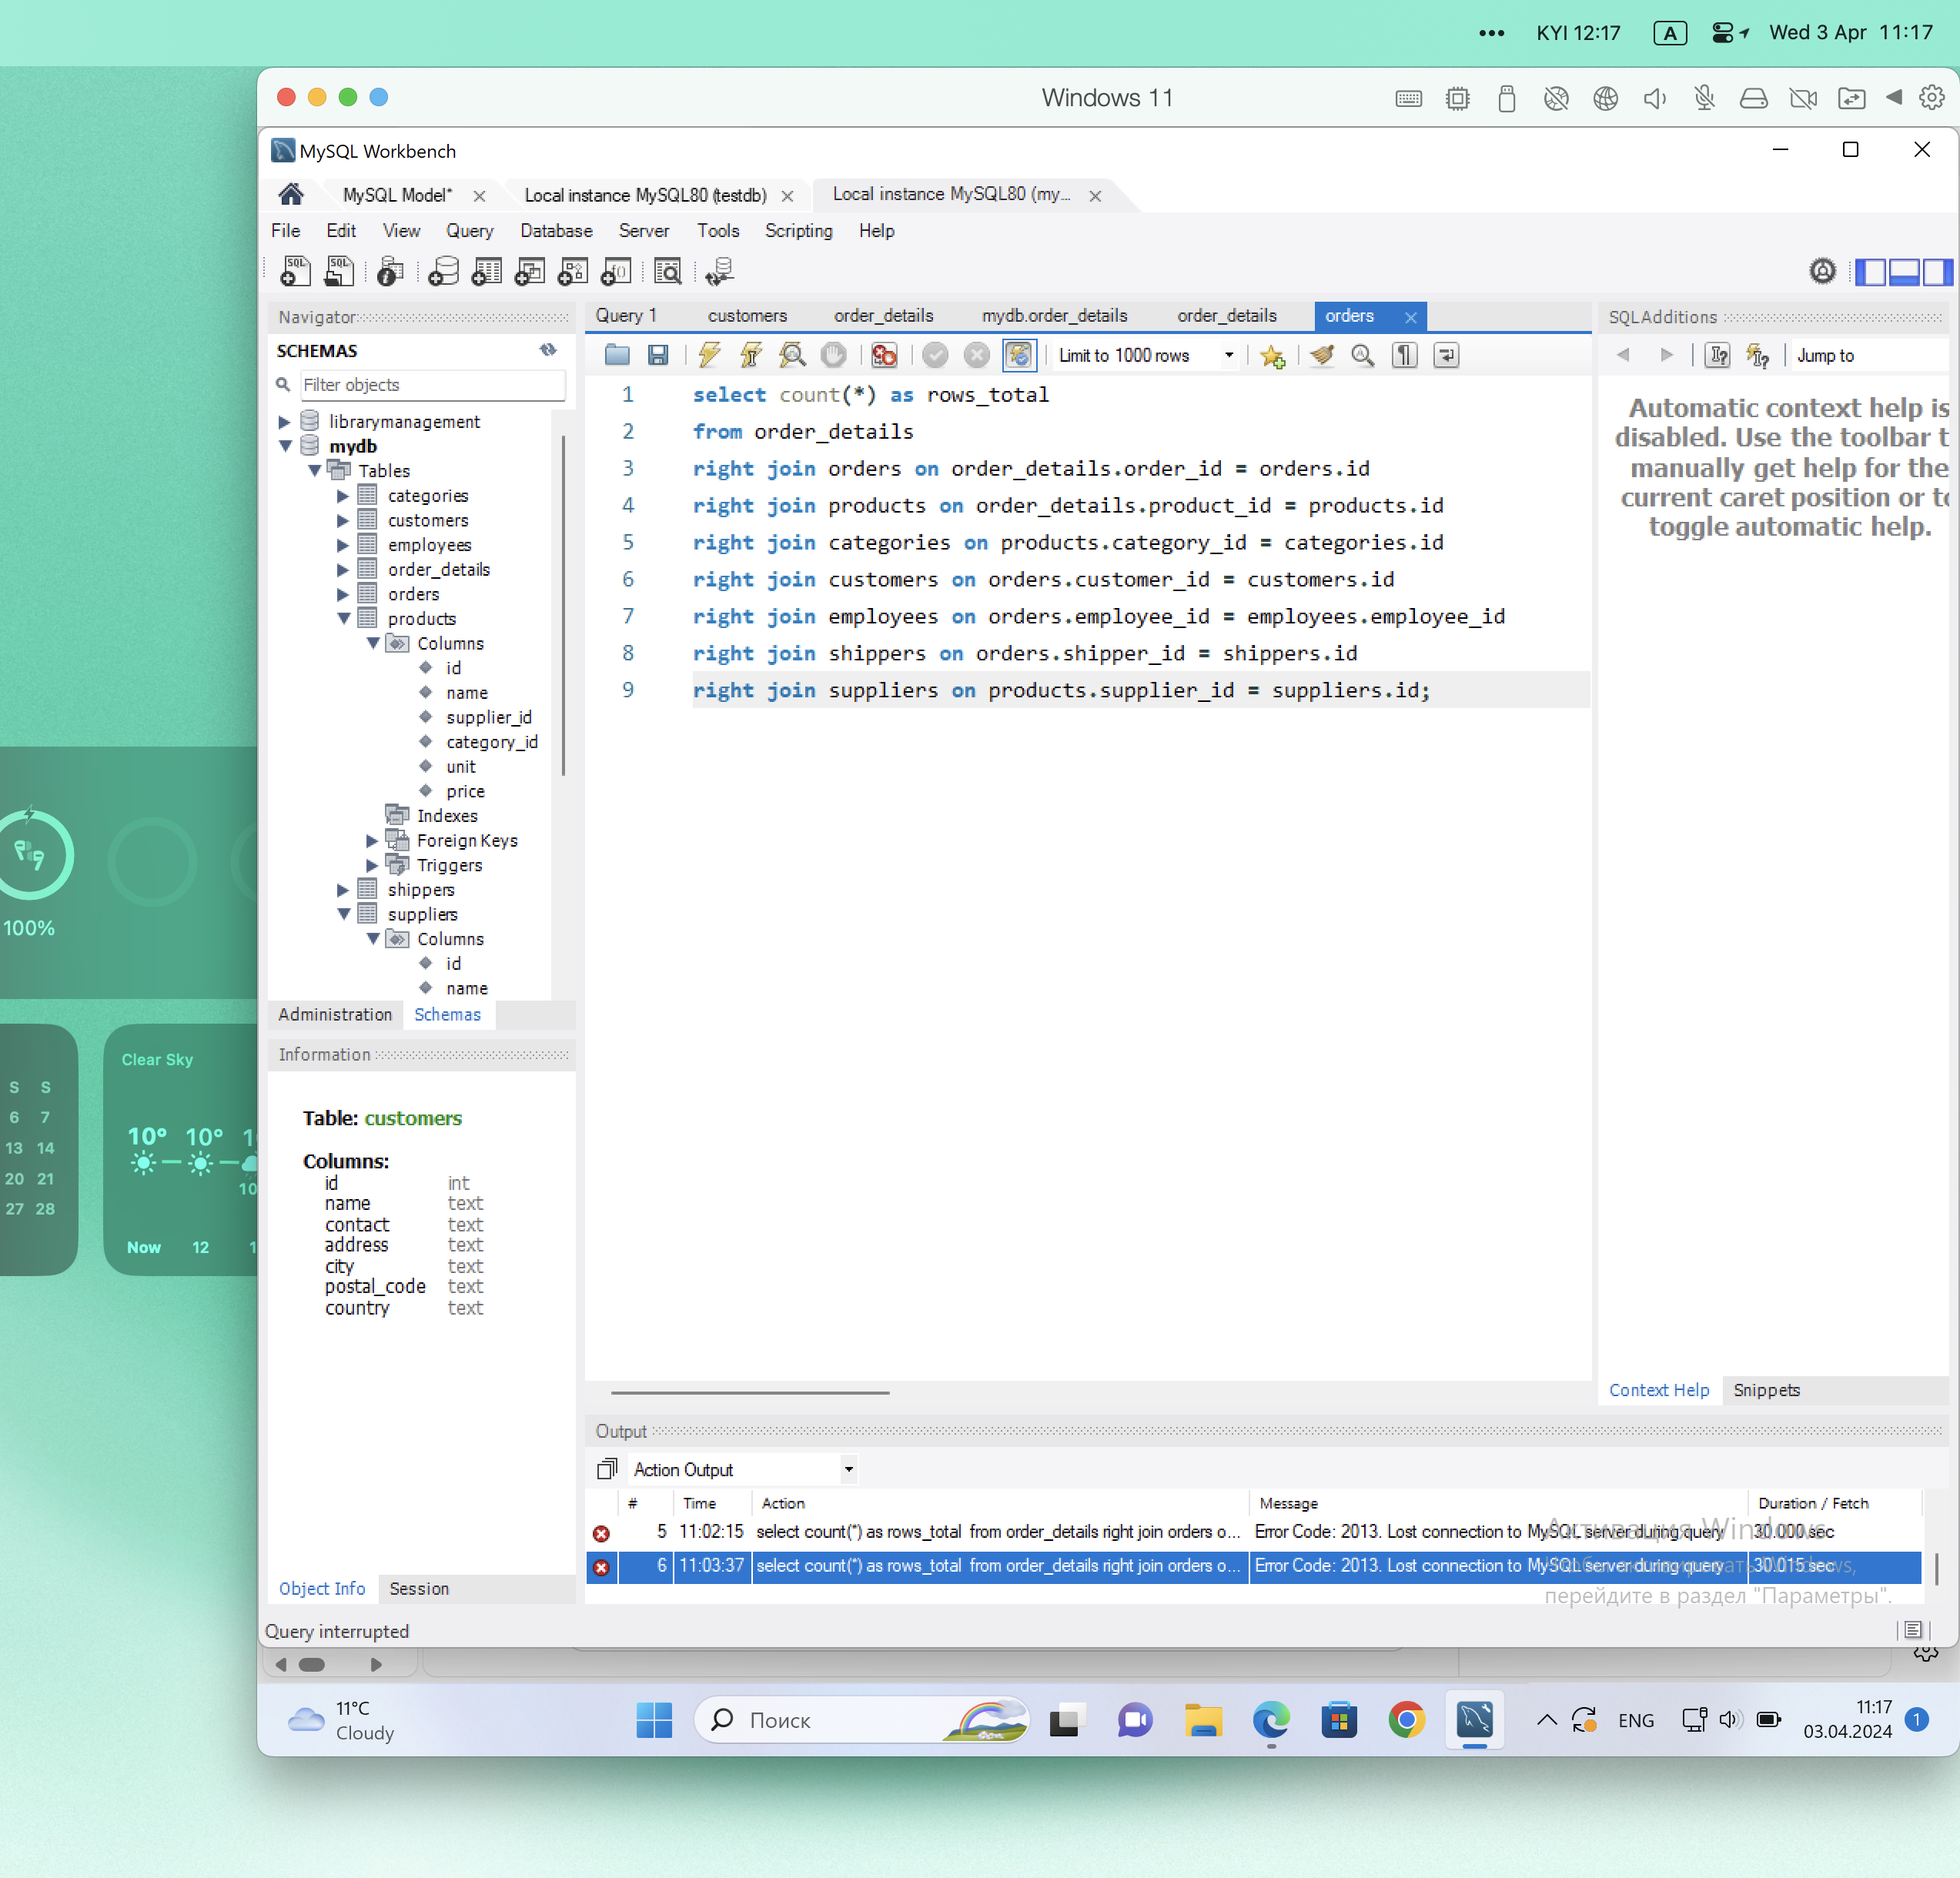 ••• KYI 12:17 A Wed 3 Apr 11:17
Windows 11
MySQL Workbench
MySQL Model* Local instance MySQL80 (testdb) Local instance MySQL80 (my...
File Edit View Query Database Server Tools Scripting Help
Navigator
SCHEMAS
Filter objects
librarymanagement
mydb
Tables
categories
customers
employees
order_details
orders
products
Columns
id
name
supplier_id
category_id
unit
price
Indexes
Foreign Keys
Triggers
shippers
suppliers
Columns
id
name
Administration Schemas
Information
Table: customers
Columns:
id int
name text
contact text
address text
city text
postal_code text
country text
Object Info Session
Query interrupted
Query 1 customers order_details mydb.order_details order_details orders
Limit to 1000 rows
1 select count(*) as rows_total
2 from order_details
3 right join orders on order_details.order_id = orders.id
4 right join products on order_details.product_id = products.id
5 right join categories on products.category_id = categories.id
6 right join customers on orders.customer_id = customers.id
7 right join employees on orders.employee_id = employees.employee_id
8 right join shippers on orders.shipper_id = shippers.id
9 right join suppliers on products.supplier_id = suppliers.id;
SQLAdditions
Jump to
Automatic context help is
disabled. Use the toolbar t
manually get help for the
current caret position or to
toggle automatic help.
Context Help Snippets
Output
Action Output
# Time Action Message Duration / Fetch
5 11:02:15 select count(*) as rows_total from order_details right join orders o... Error Code: 2013. Lost connection to MySQL server during query 30.000 sec
6 11:03:37 select count(*) as rows_total from order_details right join orders o... Error Code: 2013. Lost connection to MySQL server during query 30.015 sec
Активация Windows
перейдите в раздел "Параметры".
100%
S S
6 7
13 14
20 21
27 28
Clear Sky
10° 10° 1
10
Now 12 1
11°C
Cloudy
Поиск
ENG
11:17
03.04.2024
1